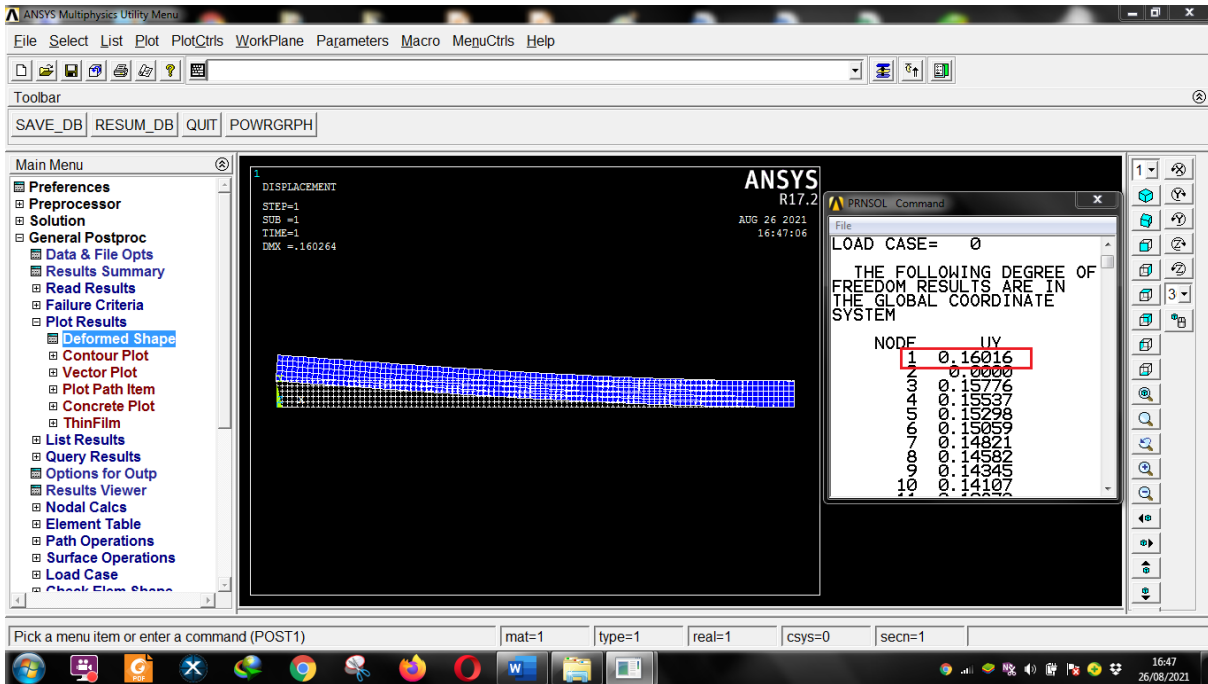 ANSYS Multiphysics Utility Menu
File Select List Plot PlotCtrls WorkPlane Parameters Macro MenuCtrls Help
Toolbar
SAVE_DB RESUM_DB QUIT POWRGRPH
Main Menu
Preferences
Preprocessor
Solution
General Postproc
Data & File Opts
Results Summary
Read Results
Failure Criteria
Plot Results
Deformed Shape
Contour Plot
Vector Plot
Plot Path Item
Concrete Plot
ThinFilm
List Results
Query Results
Options for Outp
Results Viewer
Nodal Calcs
Element Table
Path Operations
Surface Operations
Load Case
Check Elem Shape
1
DISPLACEMENT
STEP=1
SUB =1
TIME=1
DMX =.160264
ANSYS
R17.2
AUG 26 2021
16:47:06
X
PRNSOL Command
File
LOAD CASE= 0
THE FOLLOWING DEGREE OF
FREEDOM RESULTS ARE IN
THE GLOBAL COORDINATE
SYSTEM
NODE UY
1 0.16016
2 0.0000
3 0.15776
4 0.15537
5 0.15298
6 0.15059
7 0.14821
8 0.14582
9 0.14345
10 0.14107
1
3
Pick a menu item or enter a command (POST1)
mat=1
type=1
real=1
csys=0
secn=1
PDF
16:47
26/08/2021